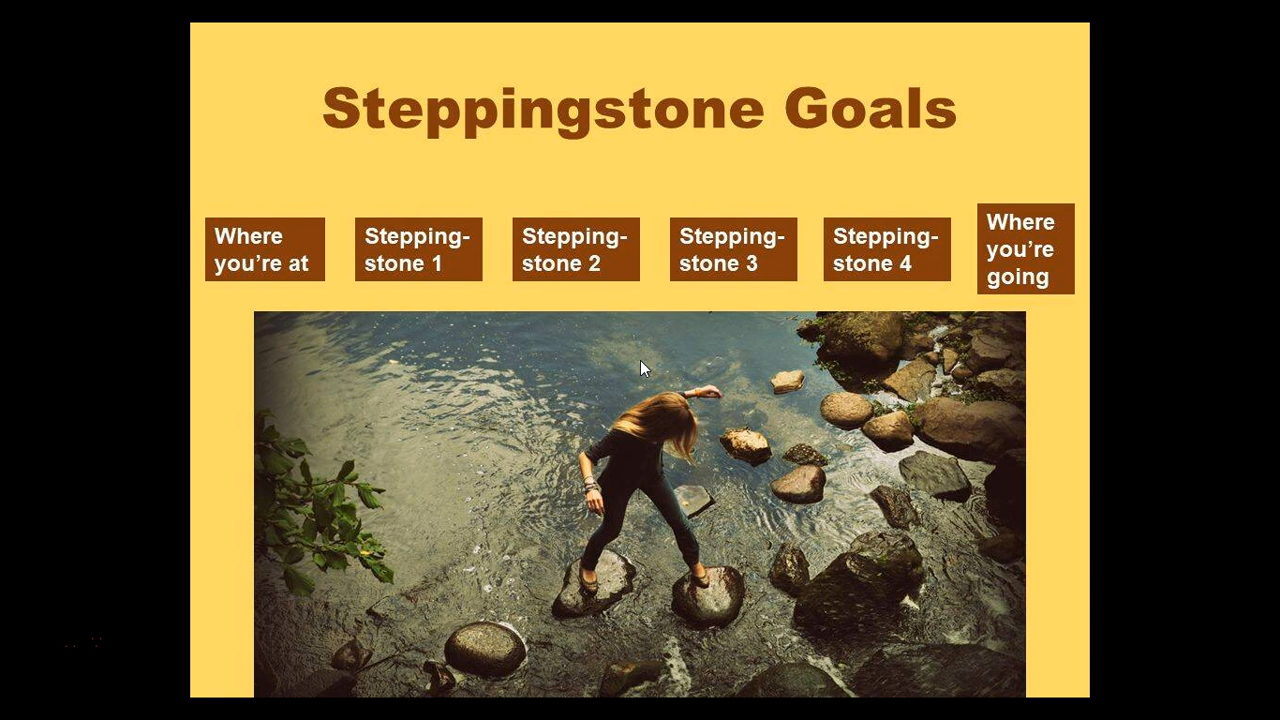 Steppingstone Goals
Where
you’re at
Stepping-
stone 1
Stepping-
stone 2
Stepping-
stone 3
Stepping-
stone 4
Where
you’re
going